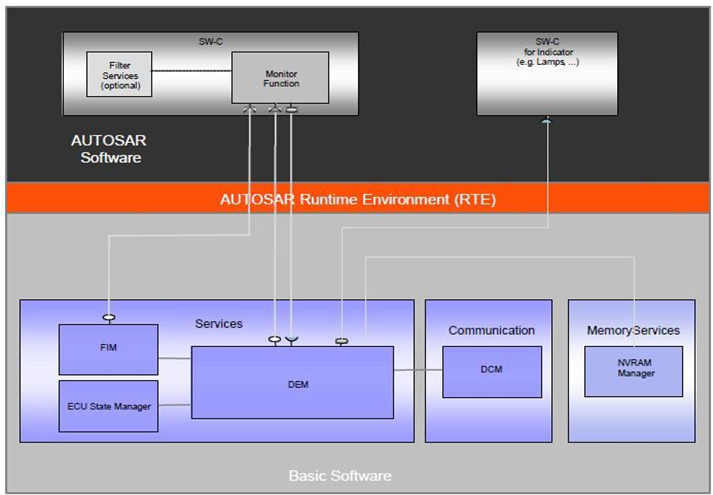 SW-C
Filter
Services
(optional)
Monitor
Function
SW-C
for Indicator
(e.g. Lamps, ...)
AUTOSAR
Software
AUTOSAR Runtime Environment (RTE)
Services
FIM
ECU State Manager
DEM
Communication
DCM
MemoryServices
NVRAM
Manager
Basic Software